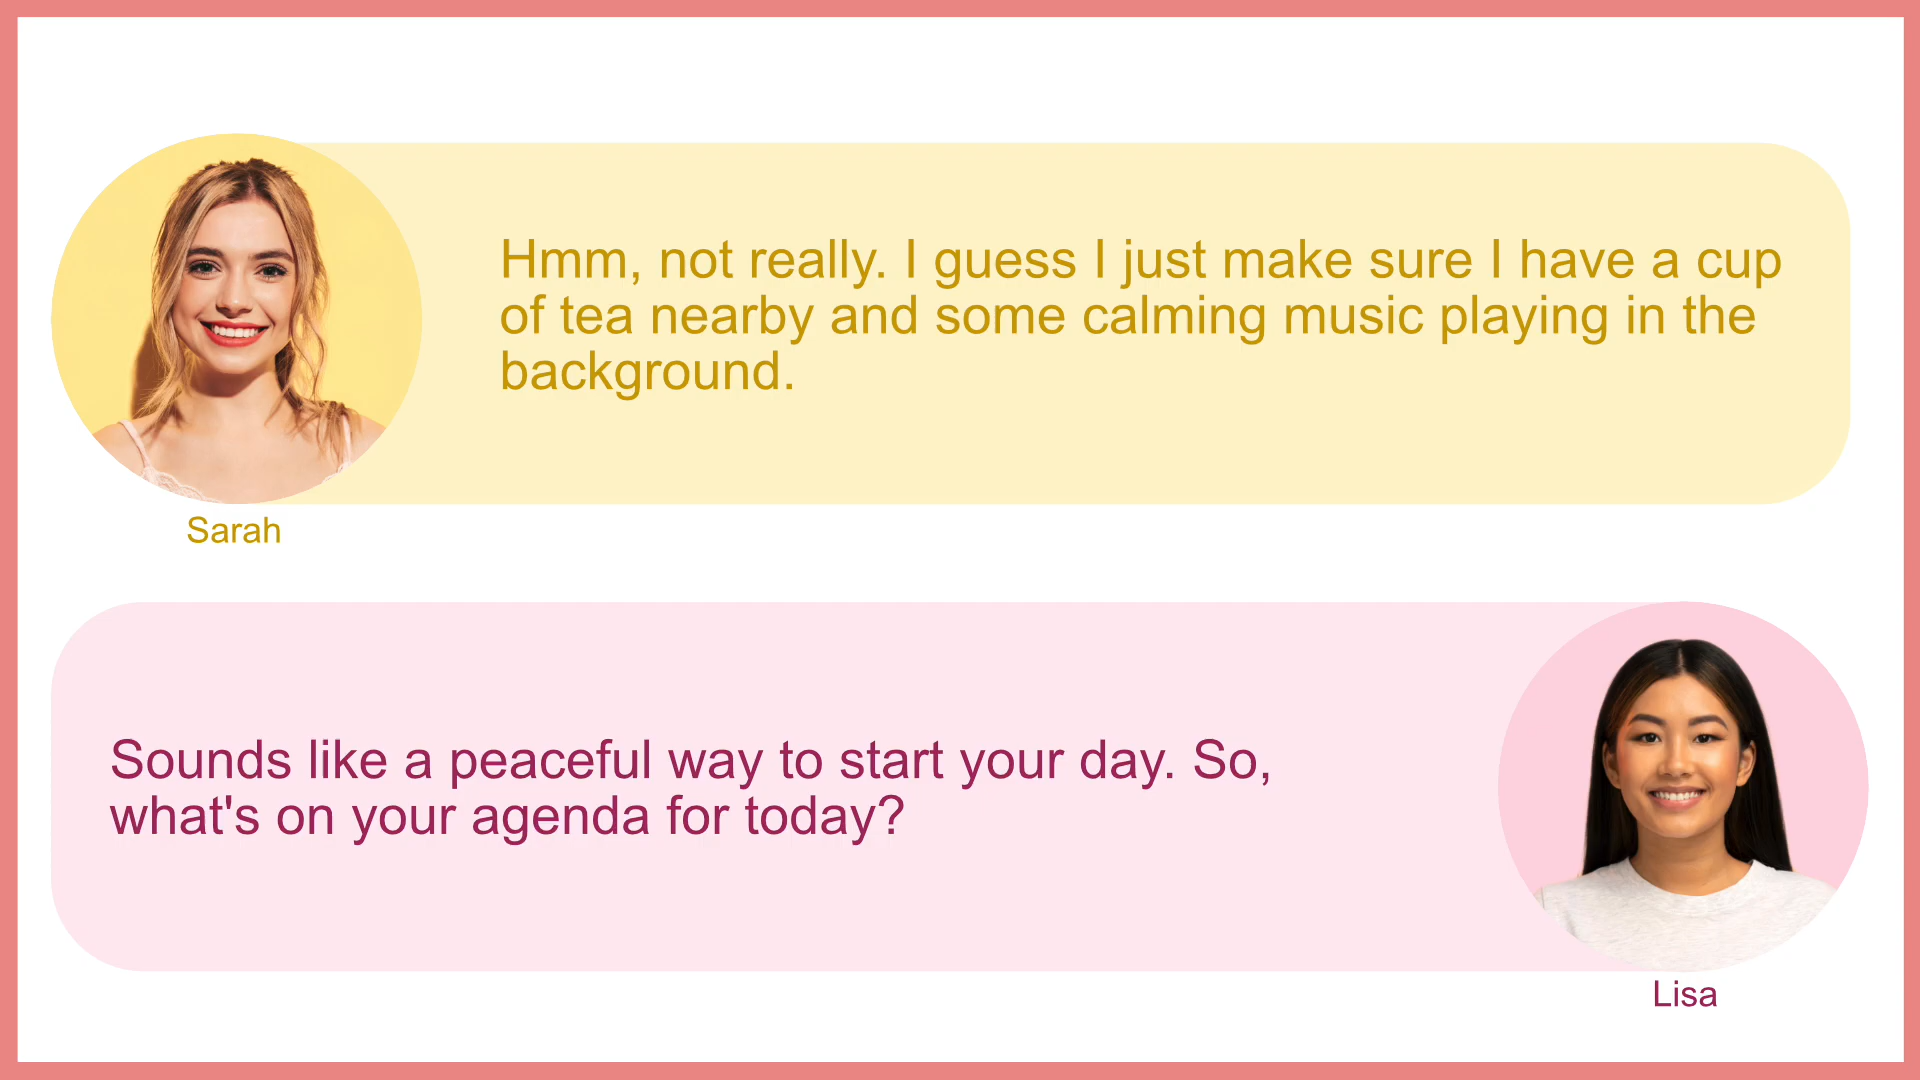 Hmm, not really. I guess I just make sure I have a cup
of tea nearby and some calming music playing in the
background.
Sarah
Sounds like a peaceful way to start your day. So,
what's on your agenda for today?
Lisa